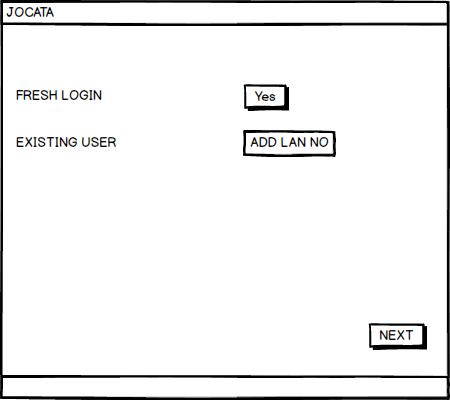 JOCATA
FRESH LOGIN Yes
EXISTING USER ADD LAN NO
NEXT